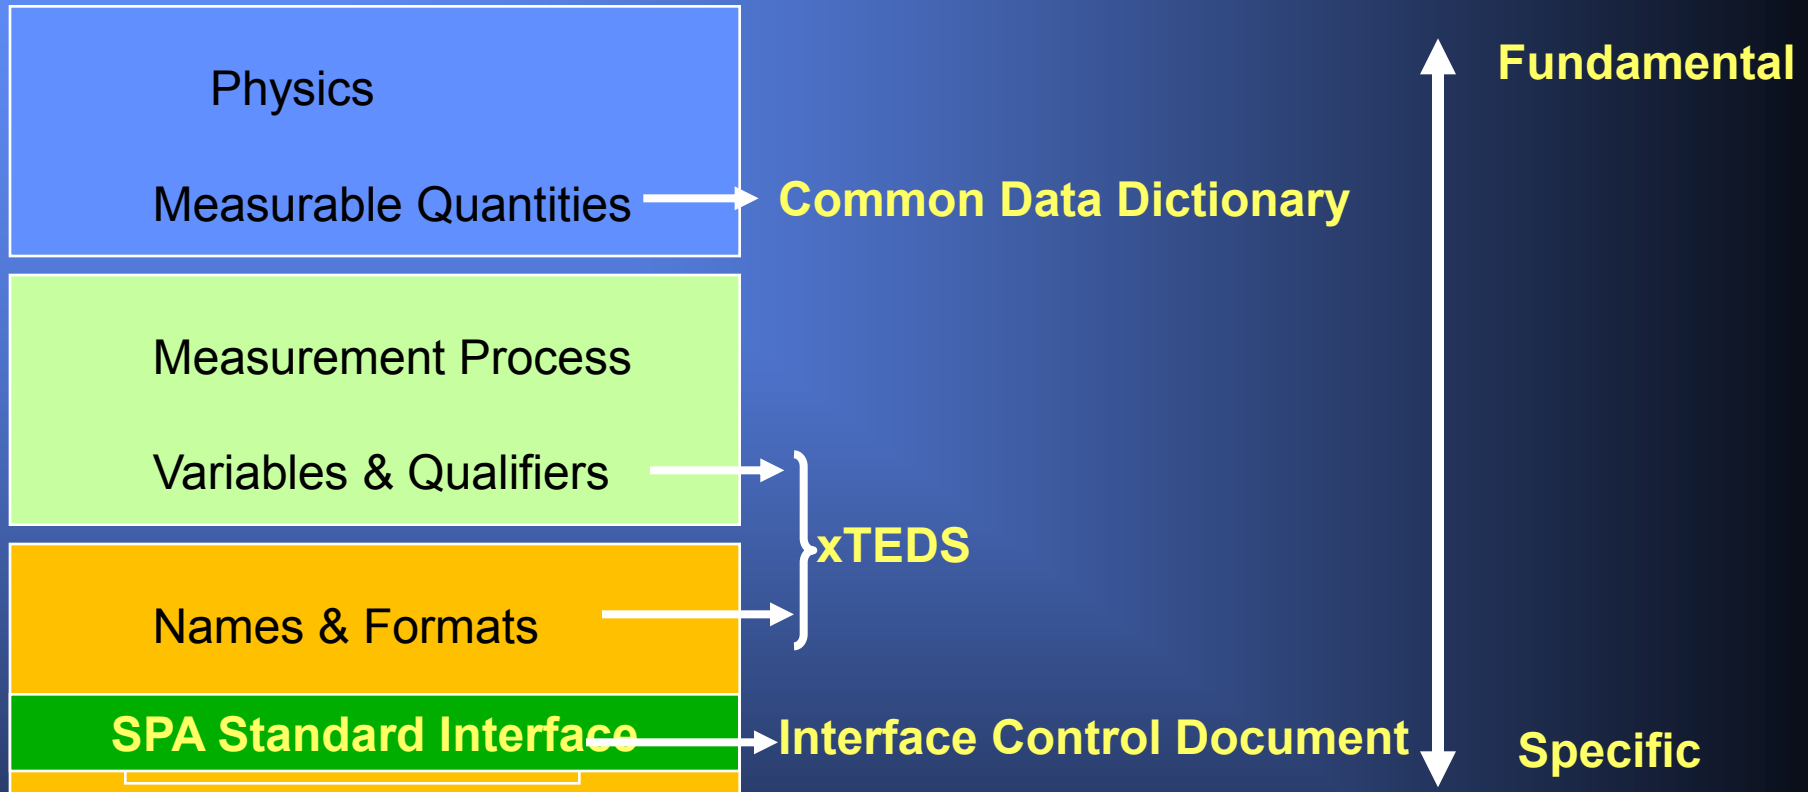 Physics
Fundamental
Measurable Quantities
Common Data Dictionary
Measurement Process
Variables & Qualifiers
xTEDS
Names & Formats
SPA Standard Interface
Interface Control Document
Specific